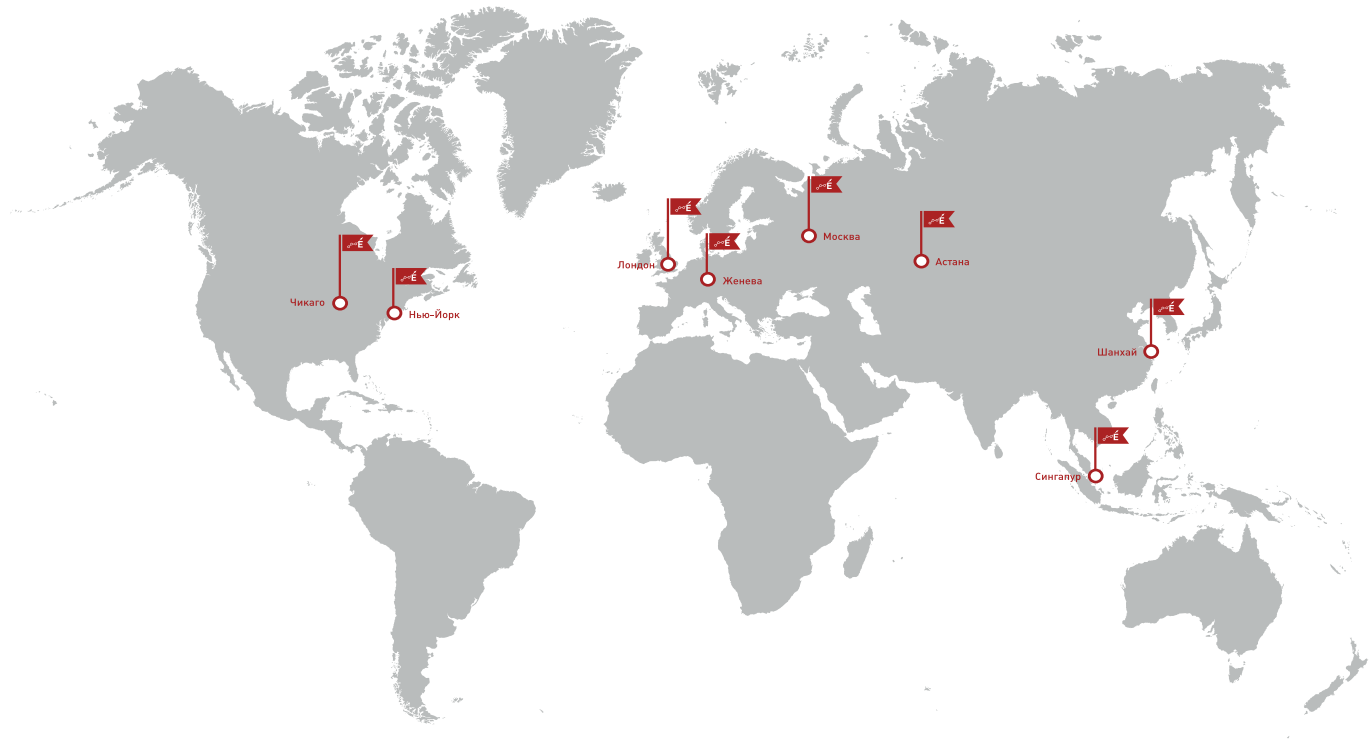 É
Москва
É
Астана
É
Лондон
É
Женева
É
Чикаго
É
Нью-Йорк
É
Шанхай
É
Сингапур